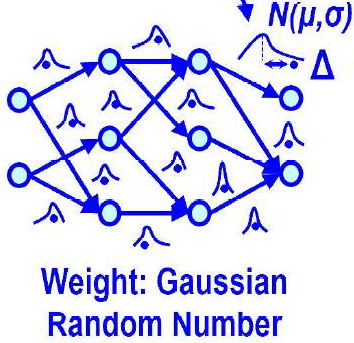 N(μ,σ)
Δ
Weight: Gaussian
Random Number